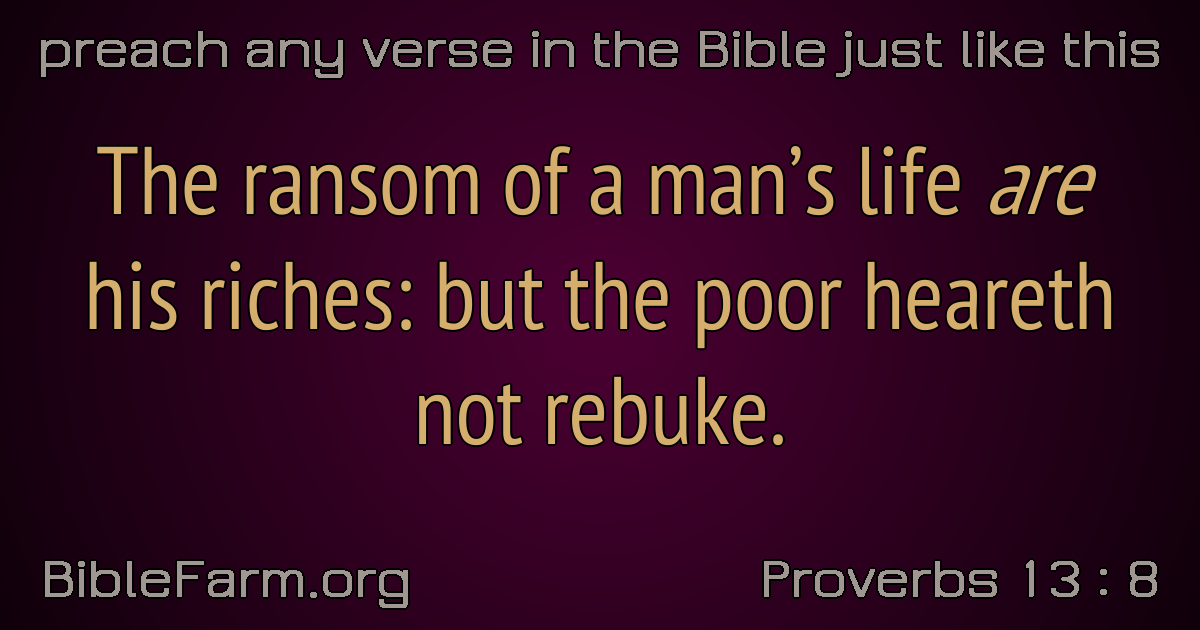 preach any verse in the Bible just like this
The ransom of a man’s life are
his riches: but the poor heareth
not rebuke.
BibleFarm.org
Proverbs 13 : 8